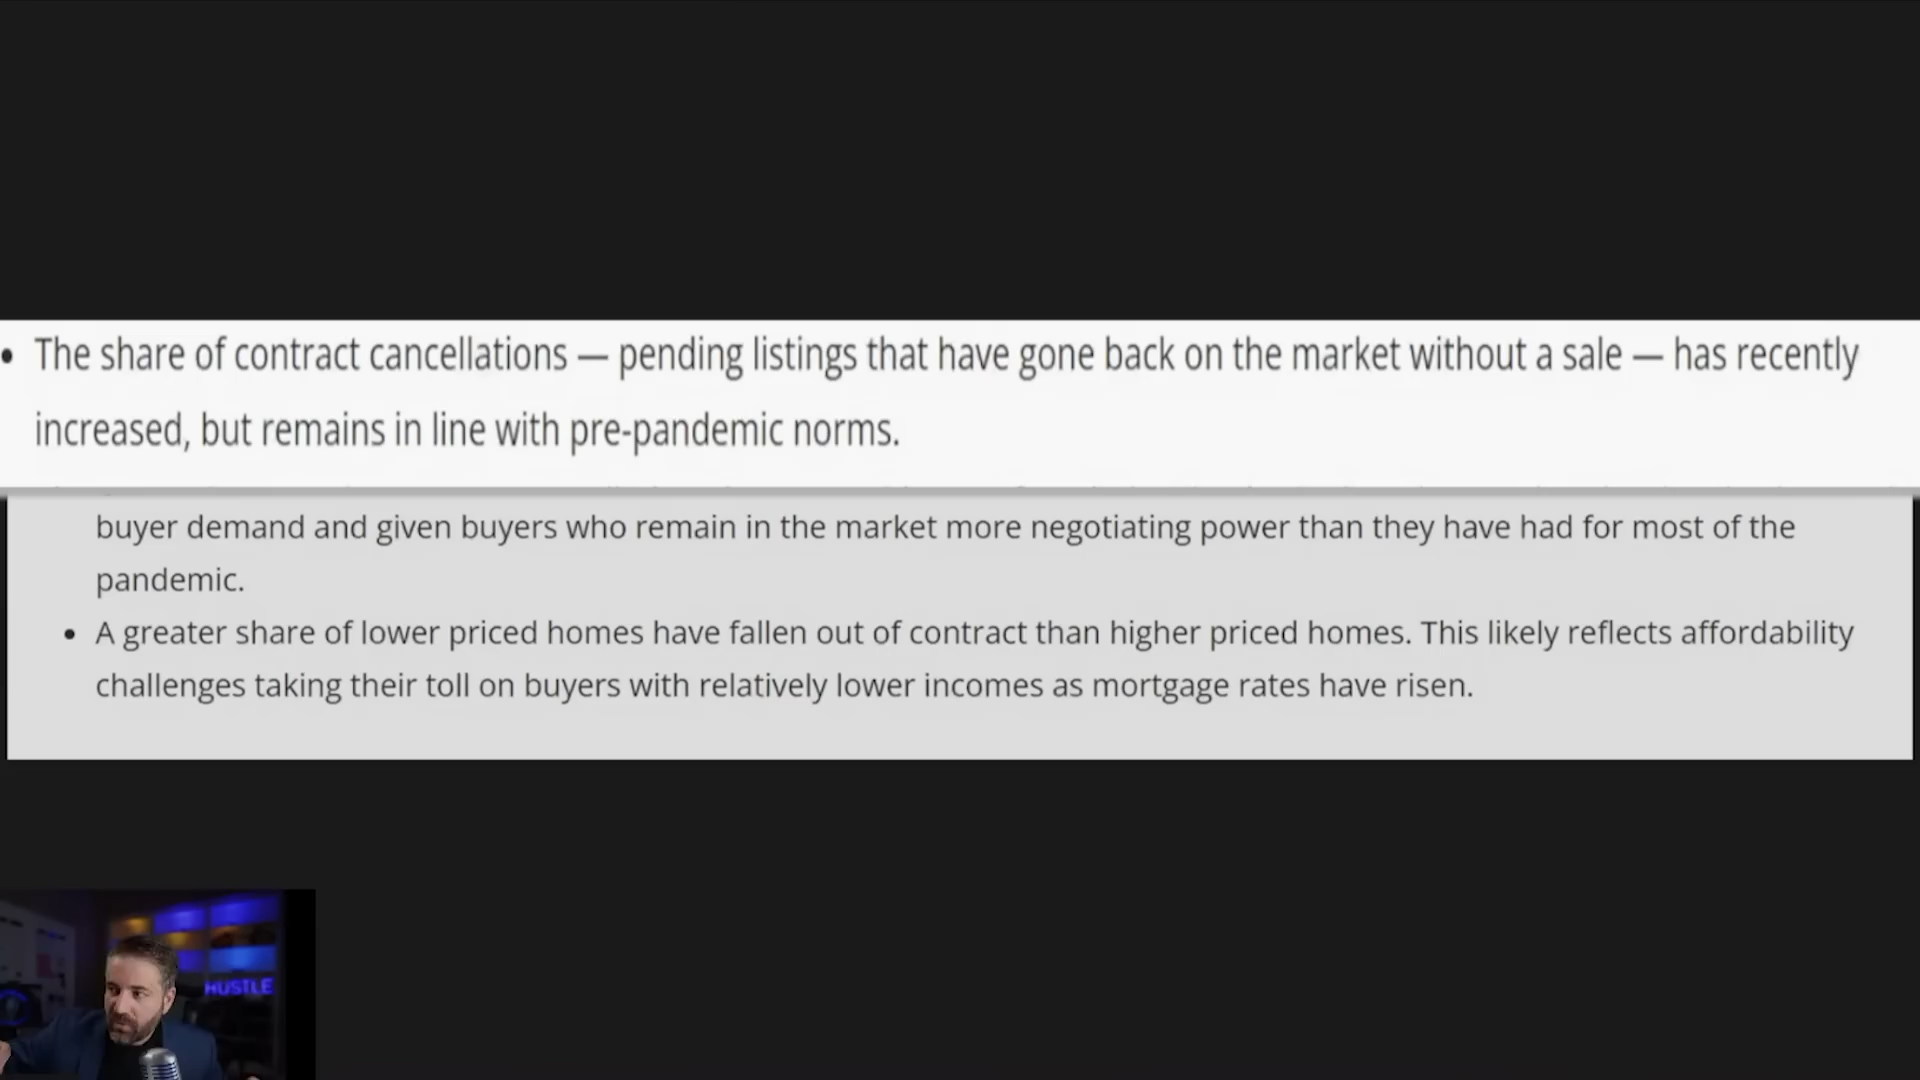 • The share of contract cancellations — pending listings that have gone back on the market without a sale — has recently
increased, but remains in line with pre-pandemic norms.
buyer demand and given buyers who remain in the market more negotiating power than they have had for most of the
pandemic.
• A greater share of lower priced homes have fallen out of contract than higher priced homes. This likely reflects affordability
challenges taking their toll on buyers with relatively lower incomes as mortgage rates have risen.
HUSTLE